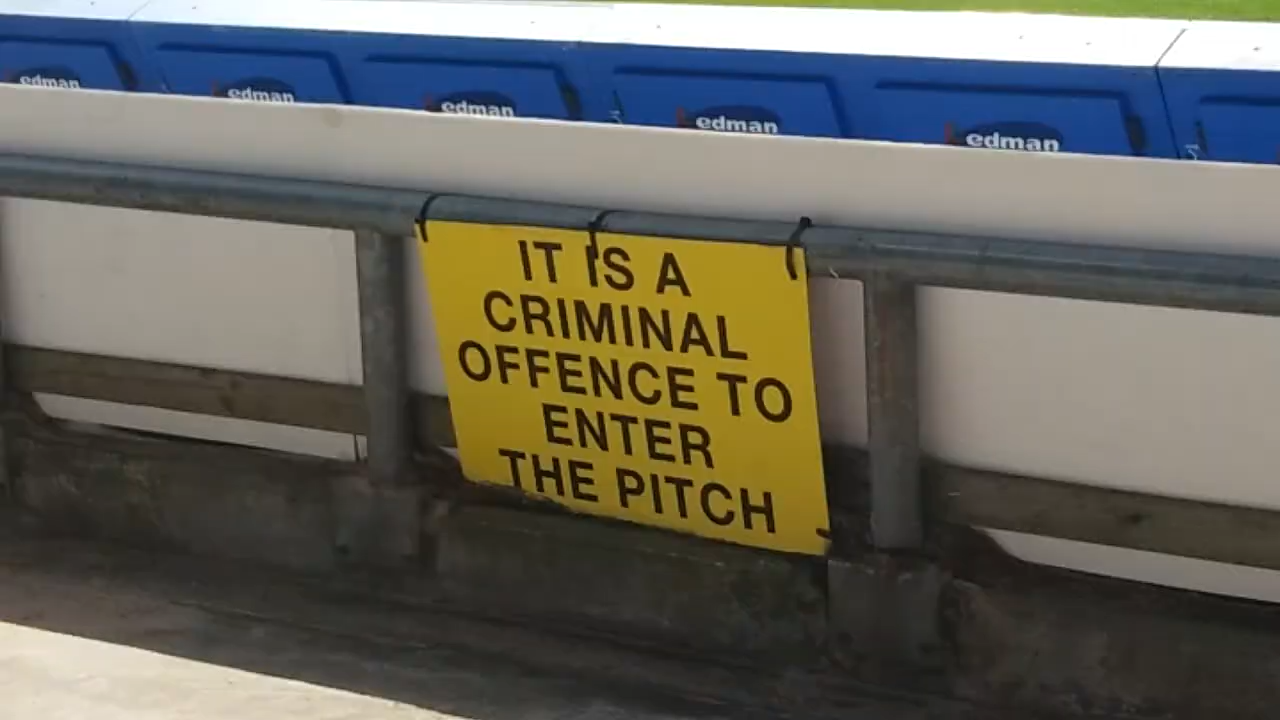 edman
edman
edman
edman
edman
IT IS A
CRIMINAL
OFFENCE TO
ENTER
THE PITCH